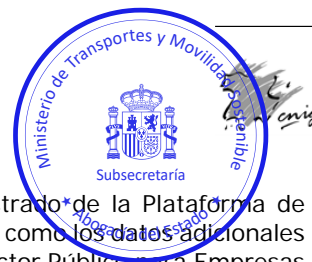 Ministerio de Transportes y Movilidad Sostenible
Subsecretaría
* Abogacía del Estado *
trado de la Plataforma de
como los datos adicionales
ctor Público para Empresas